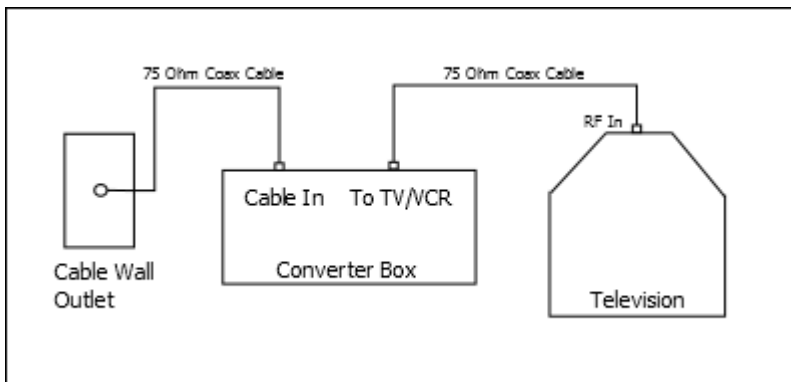 75 Ohm Coax Cable
75 Ohm Coax Cable
RF In
Cable In
To TV/VCR
Converter Box
Cable Wall
Outlet
Television